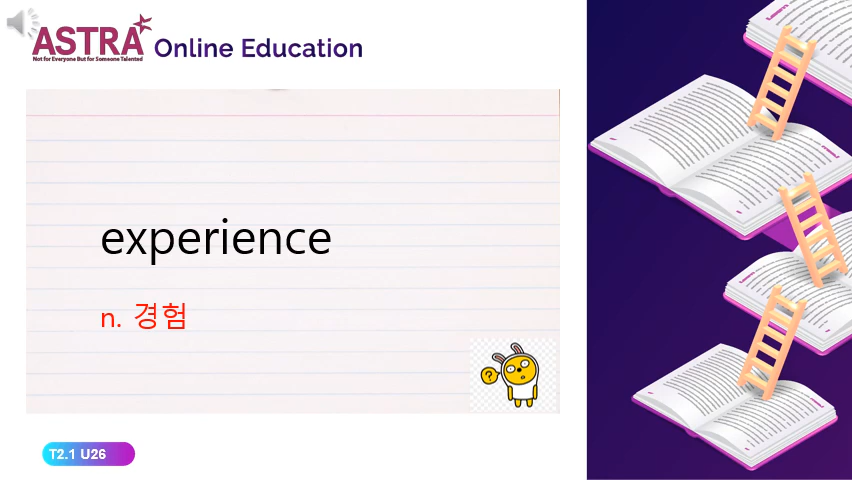 ASTRA
Not for Everyone But for Someone Talented
Online Education
experience
n. 경험
?
T2.1 U26